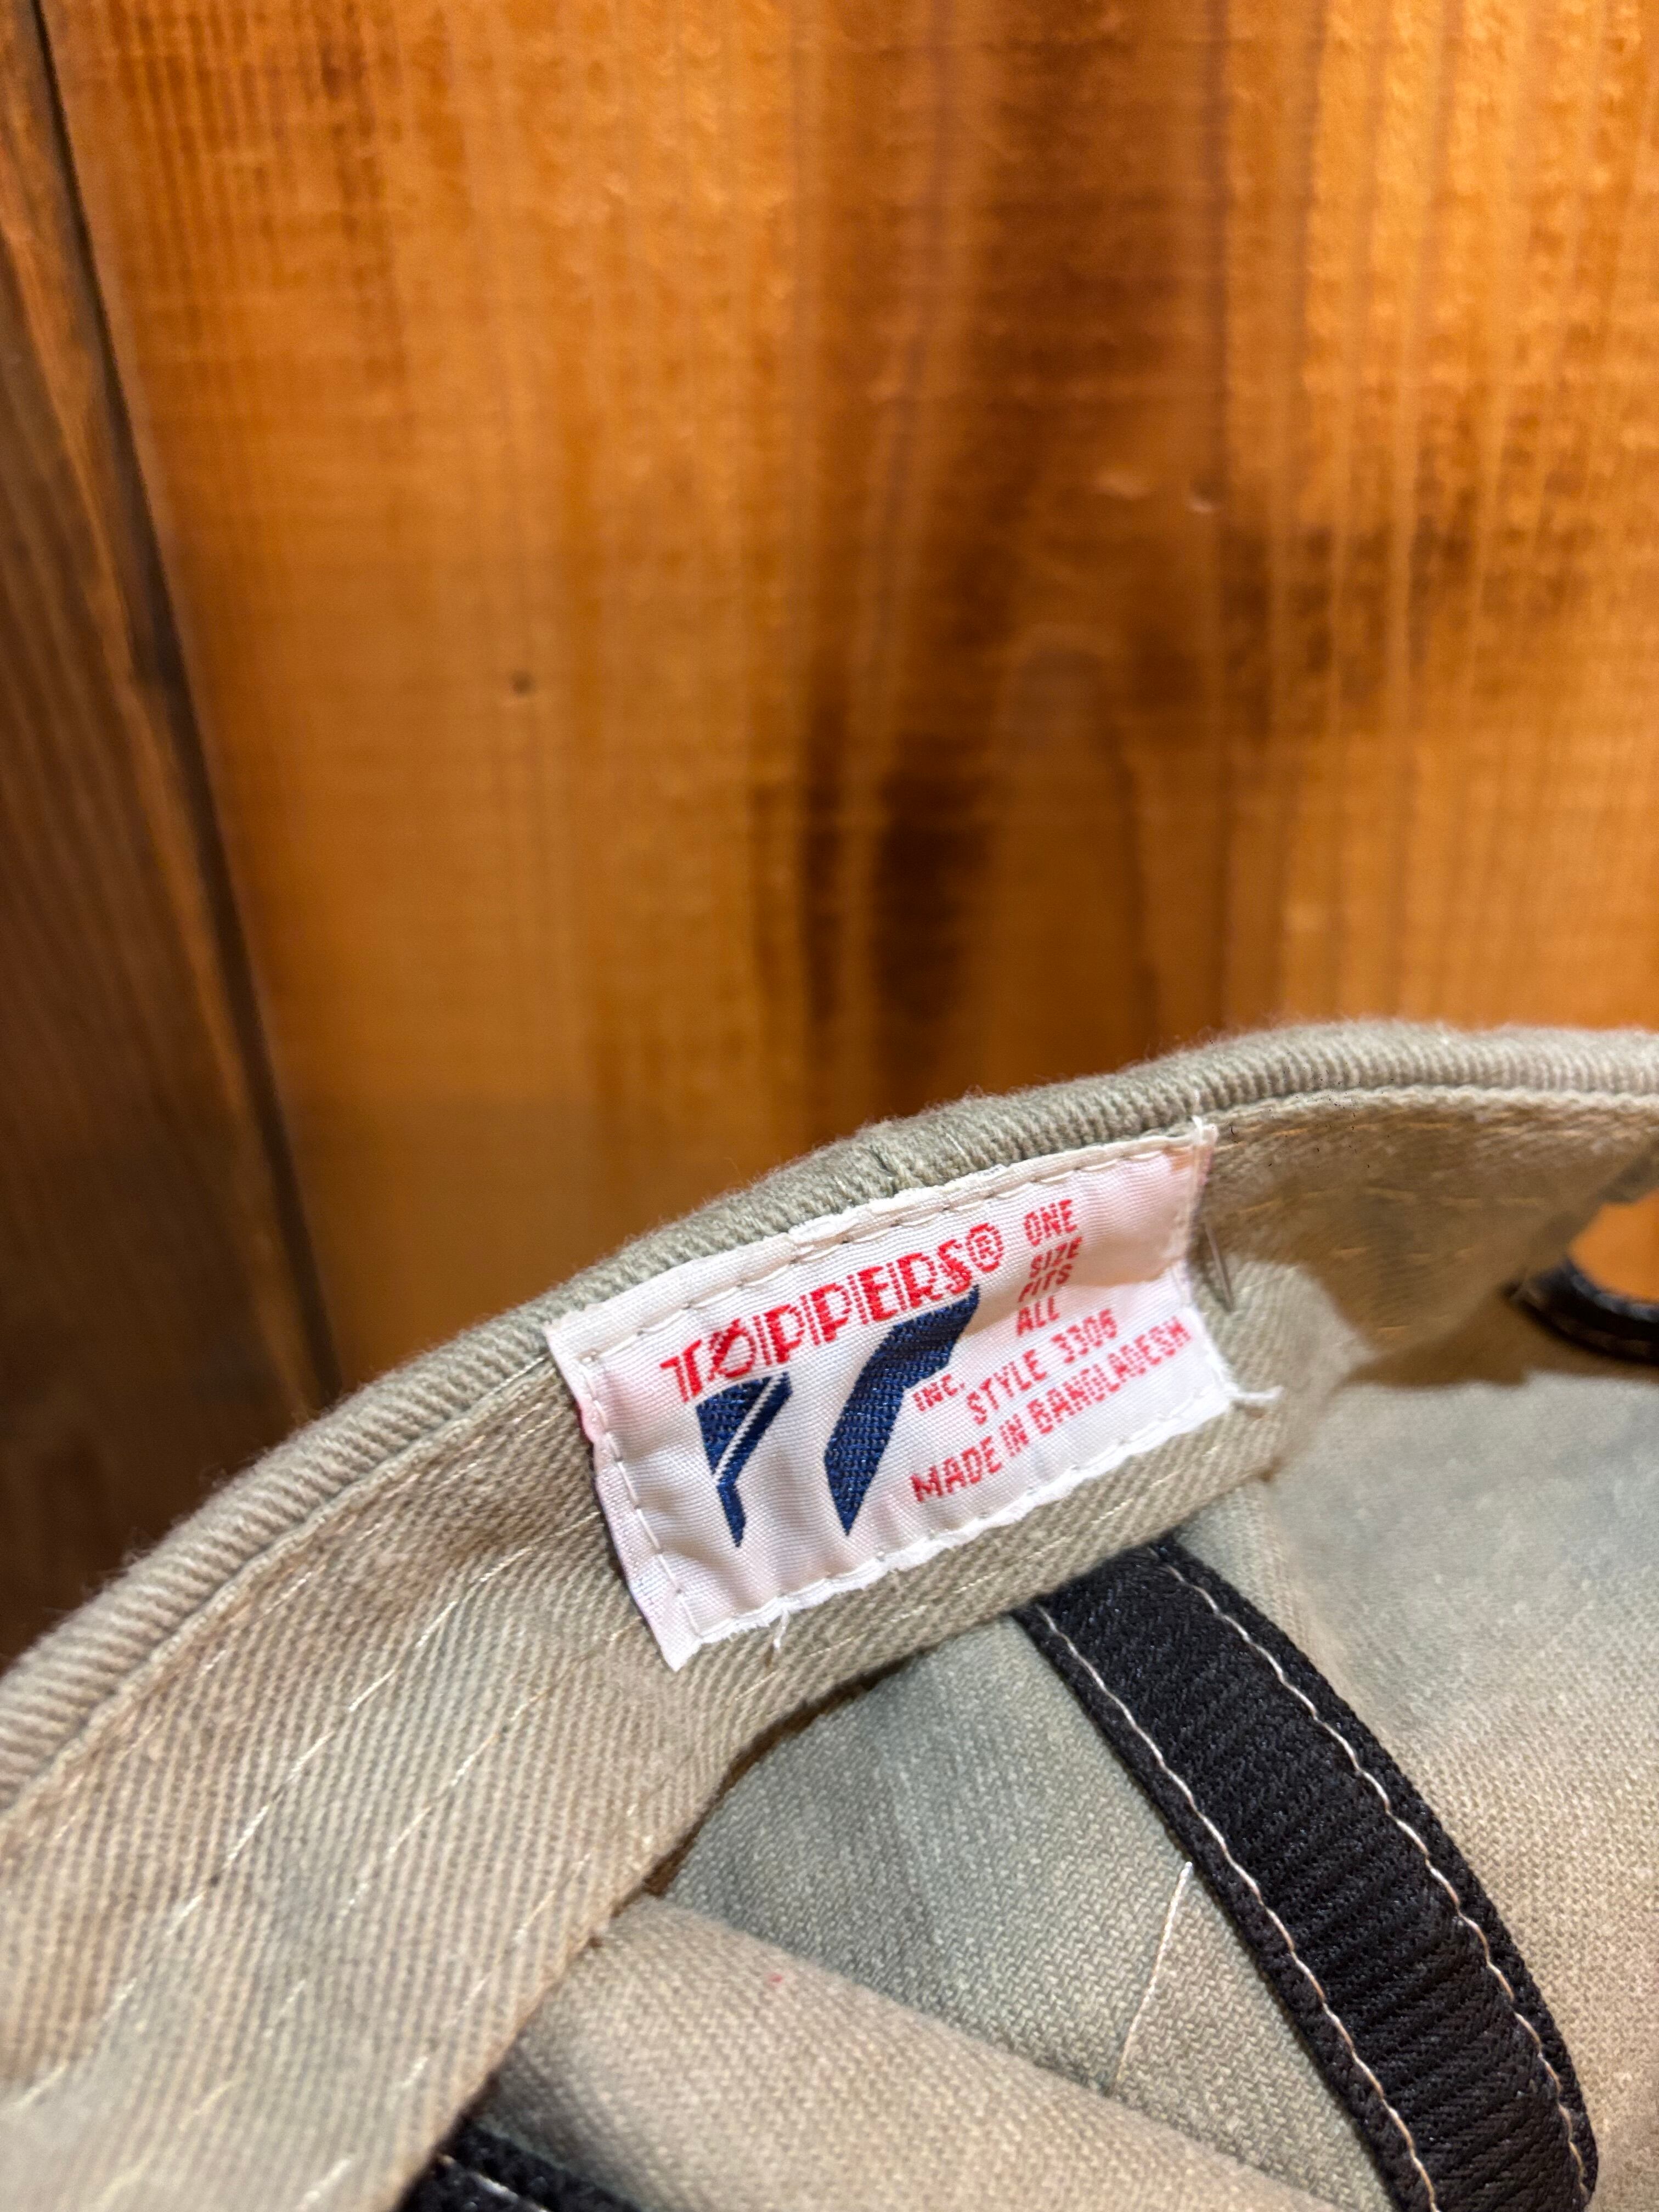 TOPPERS®
INC.
ONE
SIZE
FITS
ALL
STYLE 3306
MADE IN BANGLADESH